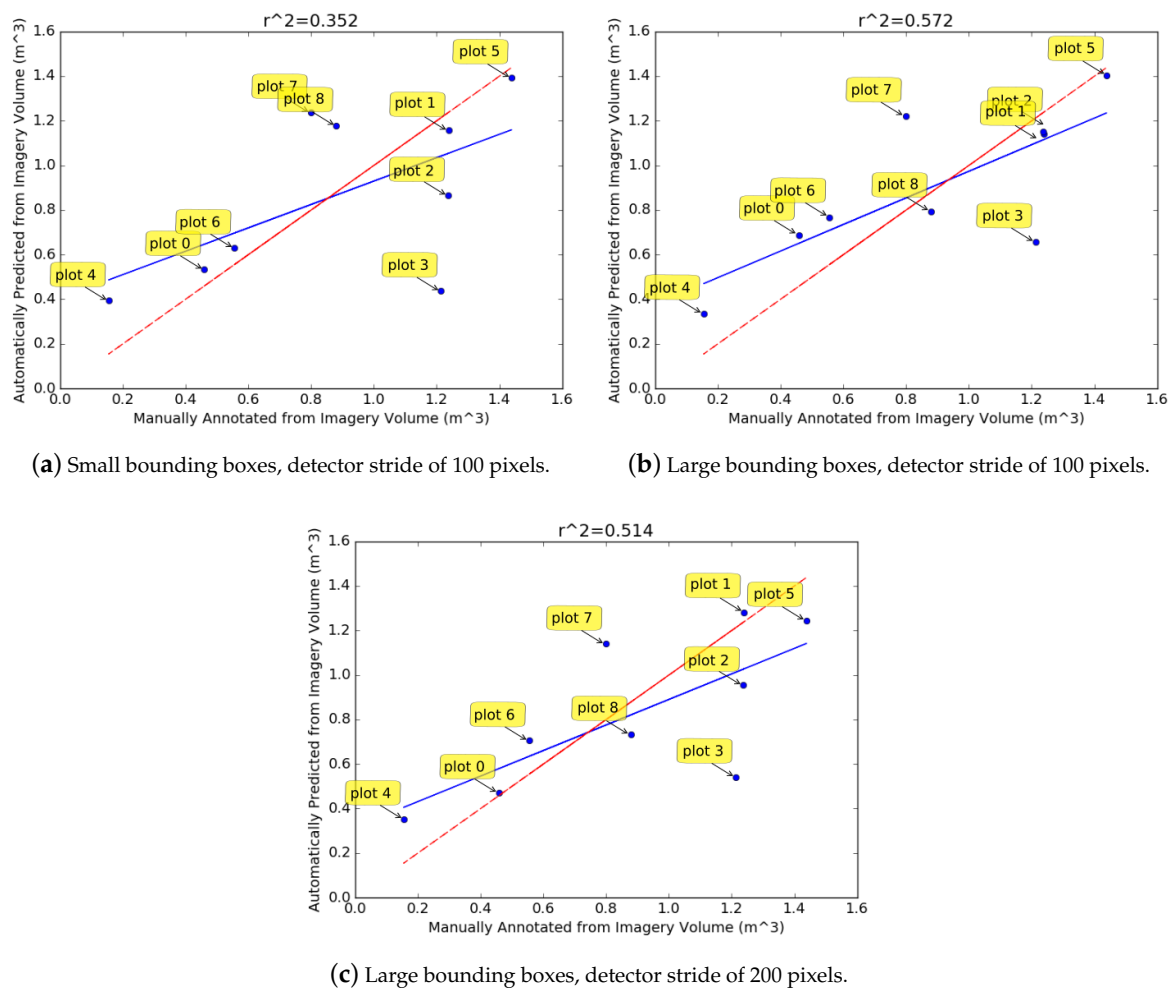 r^2=0.352
Automatically Predicted from Imagery Volume (m^3)
1.6
1.4
1.2
1.0
0.8
0.6
0.4
0.2
0.0
plot 5
plot 7
plot 8
plot 1
plot 2
plot 6
plot 0
plot 3
plot 4
0.0 0.2 0.4 0.6 0.8 1.0 1.2 1.4 1.6
Manually Annotated from Imagery Volume (m^3)
(a) Small bounding boxes, detector stride of 100 pixels.
r^2=0.572
Automatically Predicted from Imagery Volume (m^3)
1.6
1.4
1.2
1.0
0.8
0.6
0.4
0.2
0.0
plot 5
plot 7
plot 2
plot 1
plot 8
plot 6
plot 0
plot 3
plot 4
0.0 0.2 0.4 0.6 0.8 1.0 1.2 1.4 1.6
Manually Annotated from Imagery Volume (m^3)
(b) Large bounding boxes, detector stride of 100 pixels.
r^2=0.514
Automatically Predicted from Imagery Volume (m^3)
1.6
1.4
1.2
1.0
0.8
0.6
0.4
0.2
0.0
plot 1
plot 5
plot 7
plot 2
plot 8
plot 6
plot 3
plot 0
plot 4
0.0 0.2 0.4 0.6 0.8 1.0 1.2 1.4 1.6
Manually Annotated from Imagery Volume (m^3)
(c) Large bounding boxes, detector stride of 200 pixels.